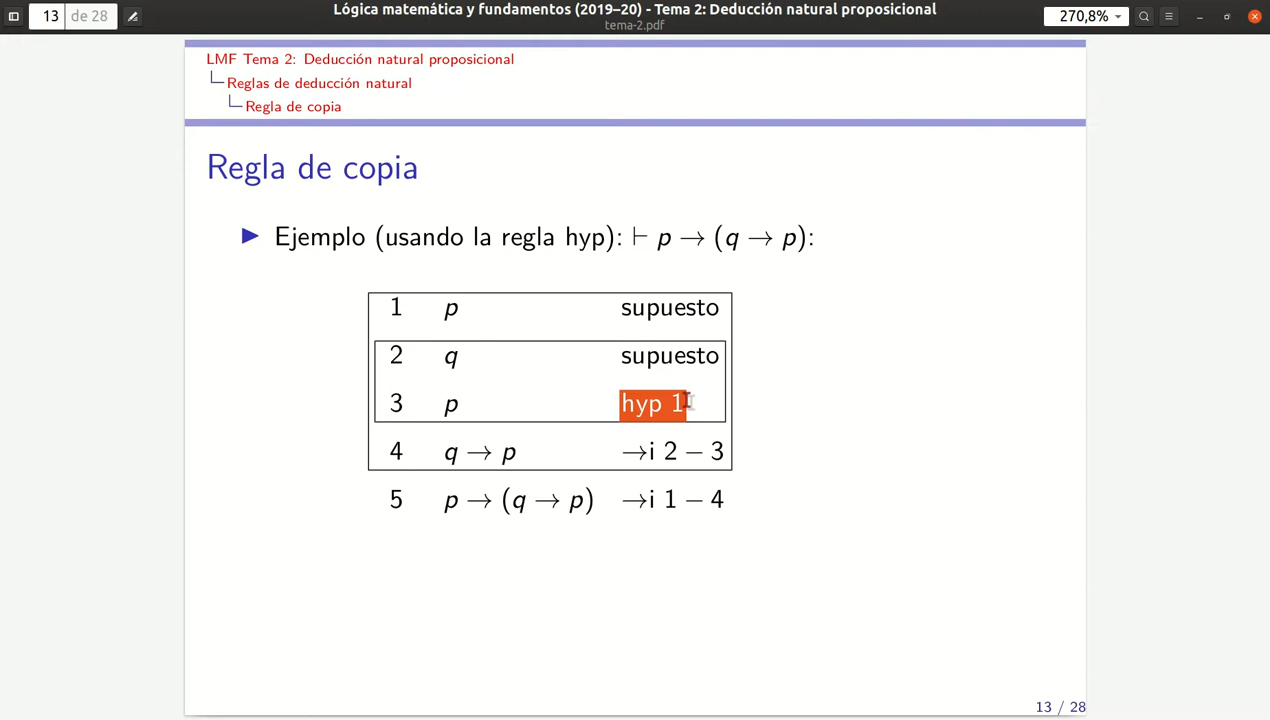 13 de 28
Lógica matemática y fundamentos (2019–20) - Tema 2: Deducción natural proposicional
tema-2.pdf
270,8%
LMF Tema 2: Deducción natural proposicional
Reglas de deducción natural
Regla de copia
Regla de copia
Ejemplo (usando la regla hyp): ⊢ p → (q → p):
1 p supuesto
2 q supuesto
3 p hyp 1
4 q → p →i 2 − 3
5 p → (q → p) →i 1 − 4
13 / 28